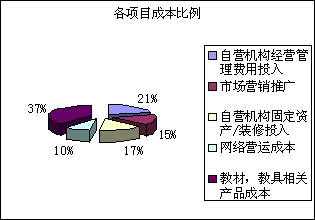 各项目成本比例
21%
15%
17%
10%
37%
自营机构经营管
理费用投入
市场营销推广
自营机构固定资
产/装修投入
网络营运成本
教材，教具相关
产品成本